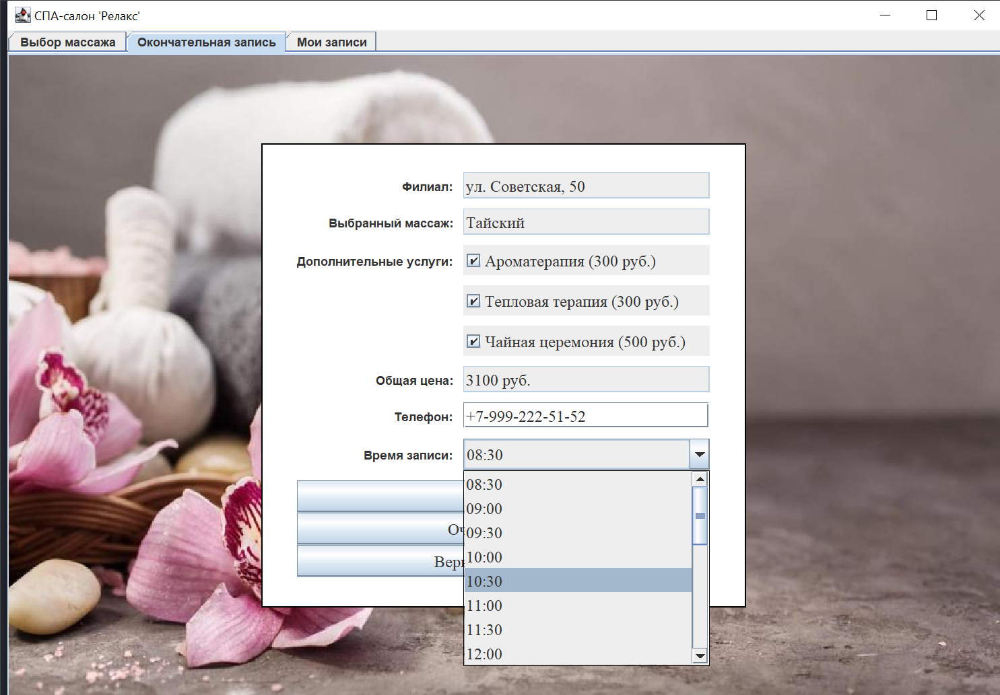 СПА-салон 'Релакс'
Выбор массажа Окончательная запись Мои записи
Филиал: ул. Советская, 50
Выбранный массаж: Тайский
Дополнительные услуги: Ароматерапия (300 руб.)
Тепловая терапия (300 руб.)
Чайная церемония (500 руб.)
Общая цена: 3100 руб.
Телефон: +7-999-222-51-52
Время записи: 08:30
08:30
09:00
09:30
10:00
10:30
11:00
11:30
12:00